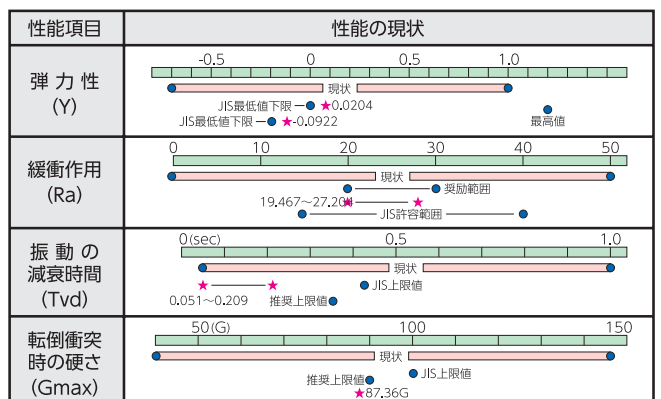 性能項目 性能の現状
弾力性
(Y)
-0.5 0 0.5 1.0
現状
JIS最低値下限 0.0204
JIS最低値下限 -0.0922
最高値
緩衝作用
(Ra)
0 10 20 30 40 50
現状
奨励範囲
19.467～27.204
JIS許容範囲
振動の
減衰時間
(Tvd)
0(sec) 0.5 1.0
現状
JIS上限値
0.051～0.209 推奨上限値
転倒衝突
時の硬さ
(Gmax)
50(G) 100 150
現状
推奨上限値 JIS上限値
87.36G